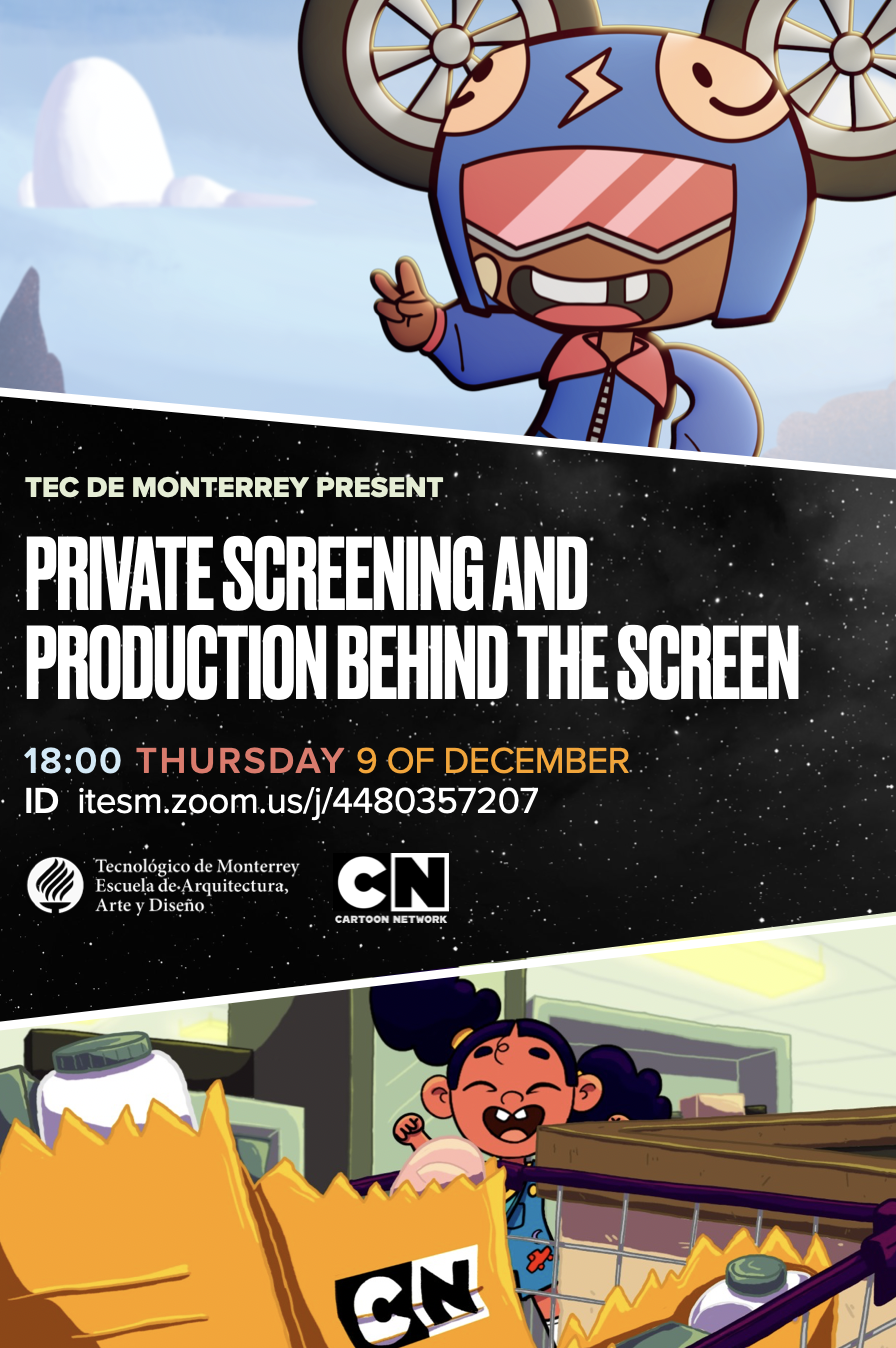 TEC DE MONTERREY PRESENT
PRIVATE SCREENING AND
PRODUCTION BEHIND THE SCREEN
18:00 THURSDAY 9 OF DECEMBER
ID itesm.zoom.us/j/4480357207
Tecnológico de Monterrey
Escuela de Arquitectura,
Arte y Diseño
CN
CARTOON NETWORK
CN